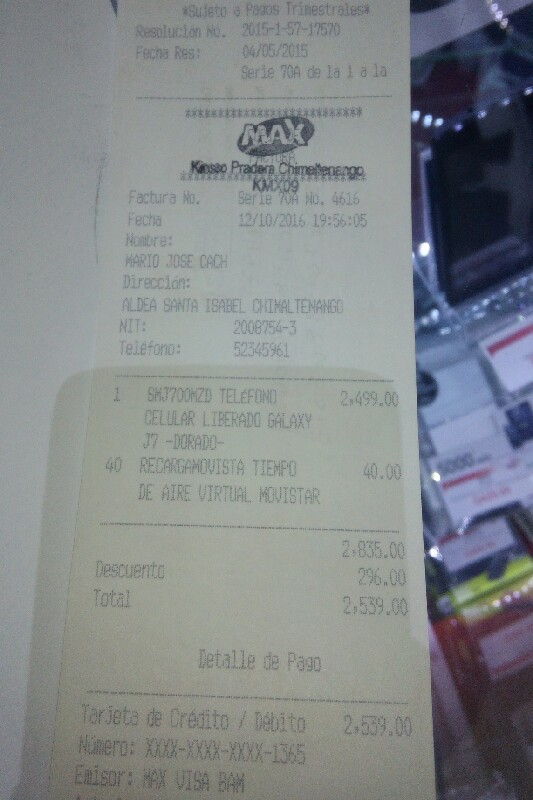 *Sujeto a Pagos Trimestrales*
Resolución No. 2015-1-57-17570
Fecha Res: 04/05/2015
Serie 70A de la 1 a la
MAX
Kiosco Pradera Chimaltenango
KMX09
Factura No. Serie 70A No. 4616
Fecha 12/10/2016 19:56:05
Nombre:
MARIO JOSE CACH
Dirección:
ALDEA SANTA ISABEL CHIMALTENANGO
NIT: 2008754-3
Teléfono: 52345961
1 SMJ700MZD TELEFONO 2,499.00
CELULAR LIBERADO GALAXY
J7 -DORADO-
40 RECARGAMOVISTA TIEMPO 40.00
DE AIRE VIRTUAL MOVISTAR
2,835.00
Descuento 296.00
Total 2,539.00
Detalle de Pago
Tarjeta de Crédito / Débito 2,539.00
Número: XXXX-XXXX-XXXX-1365
Emisor: MAX VISA BAM